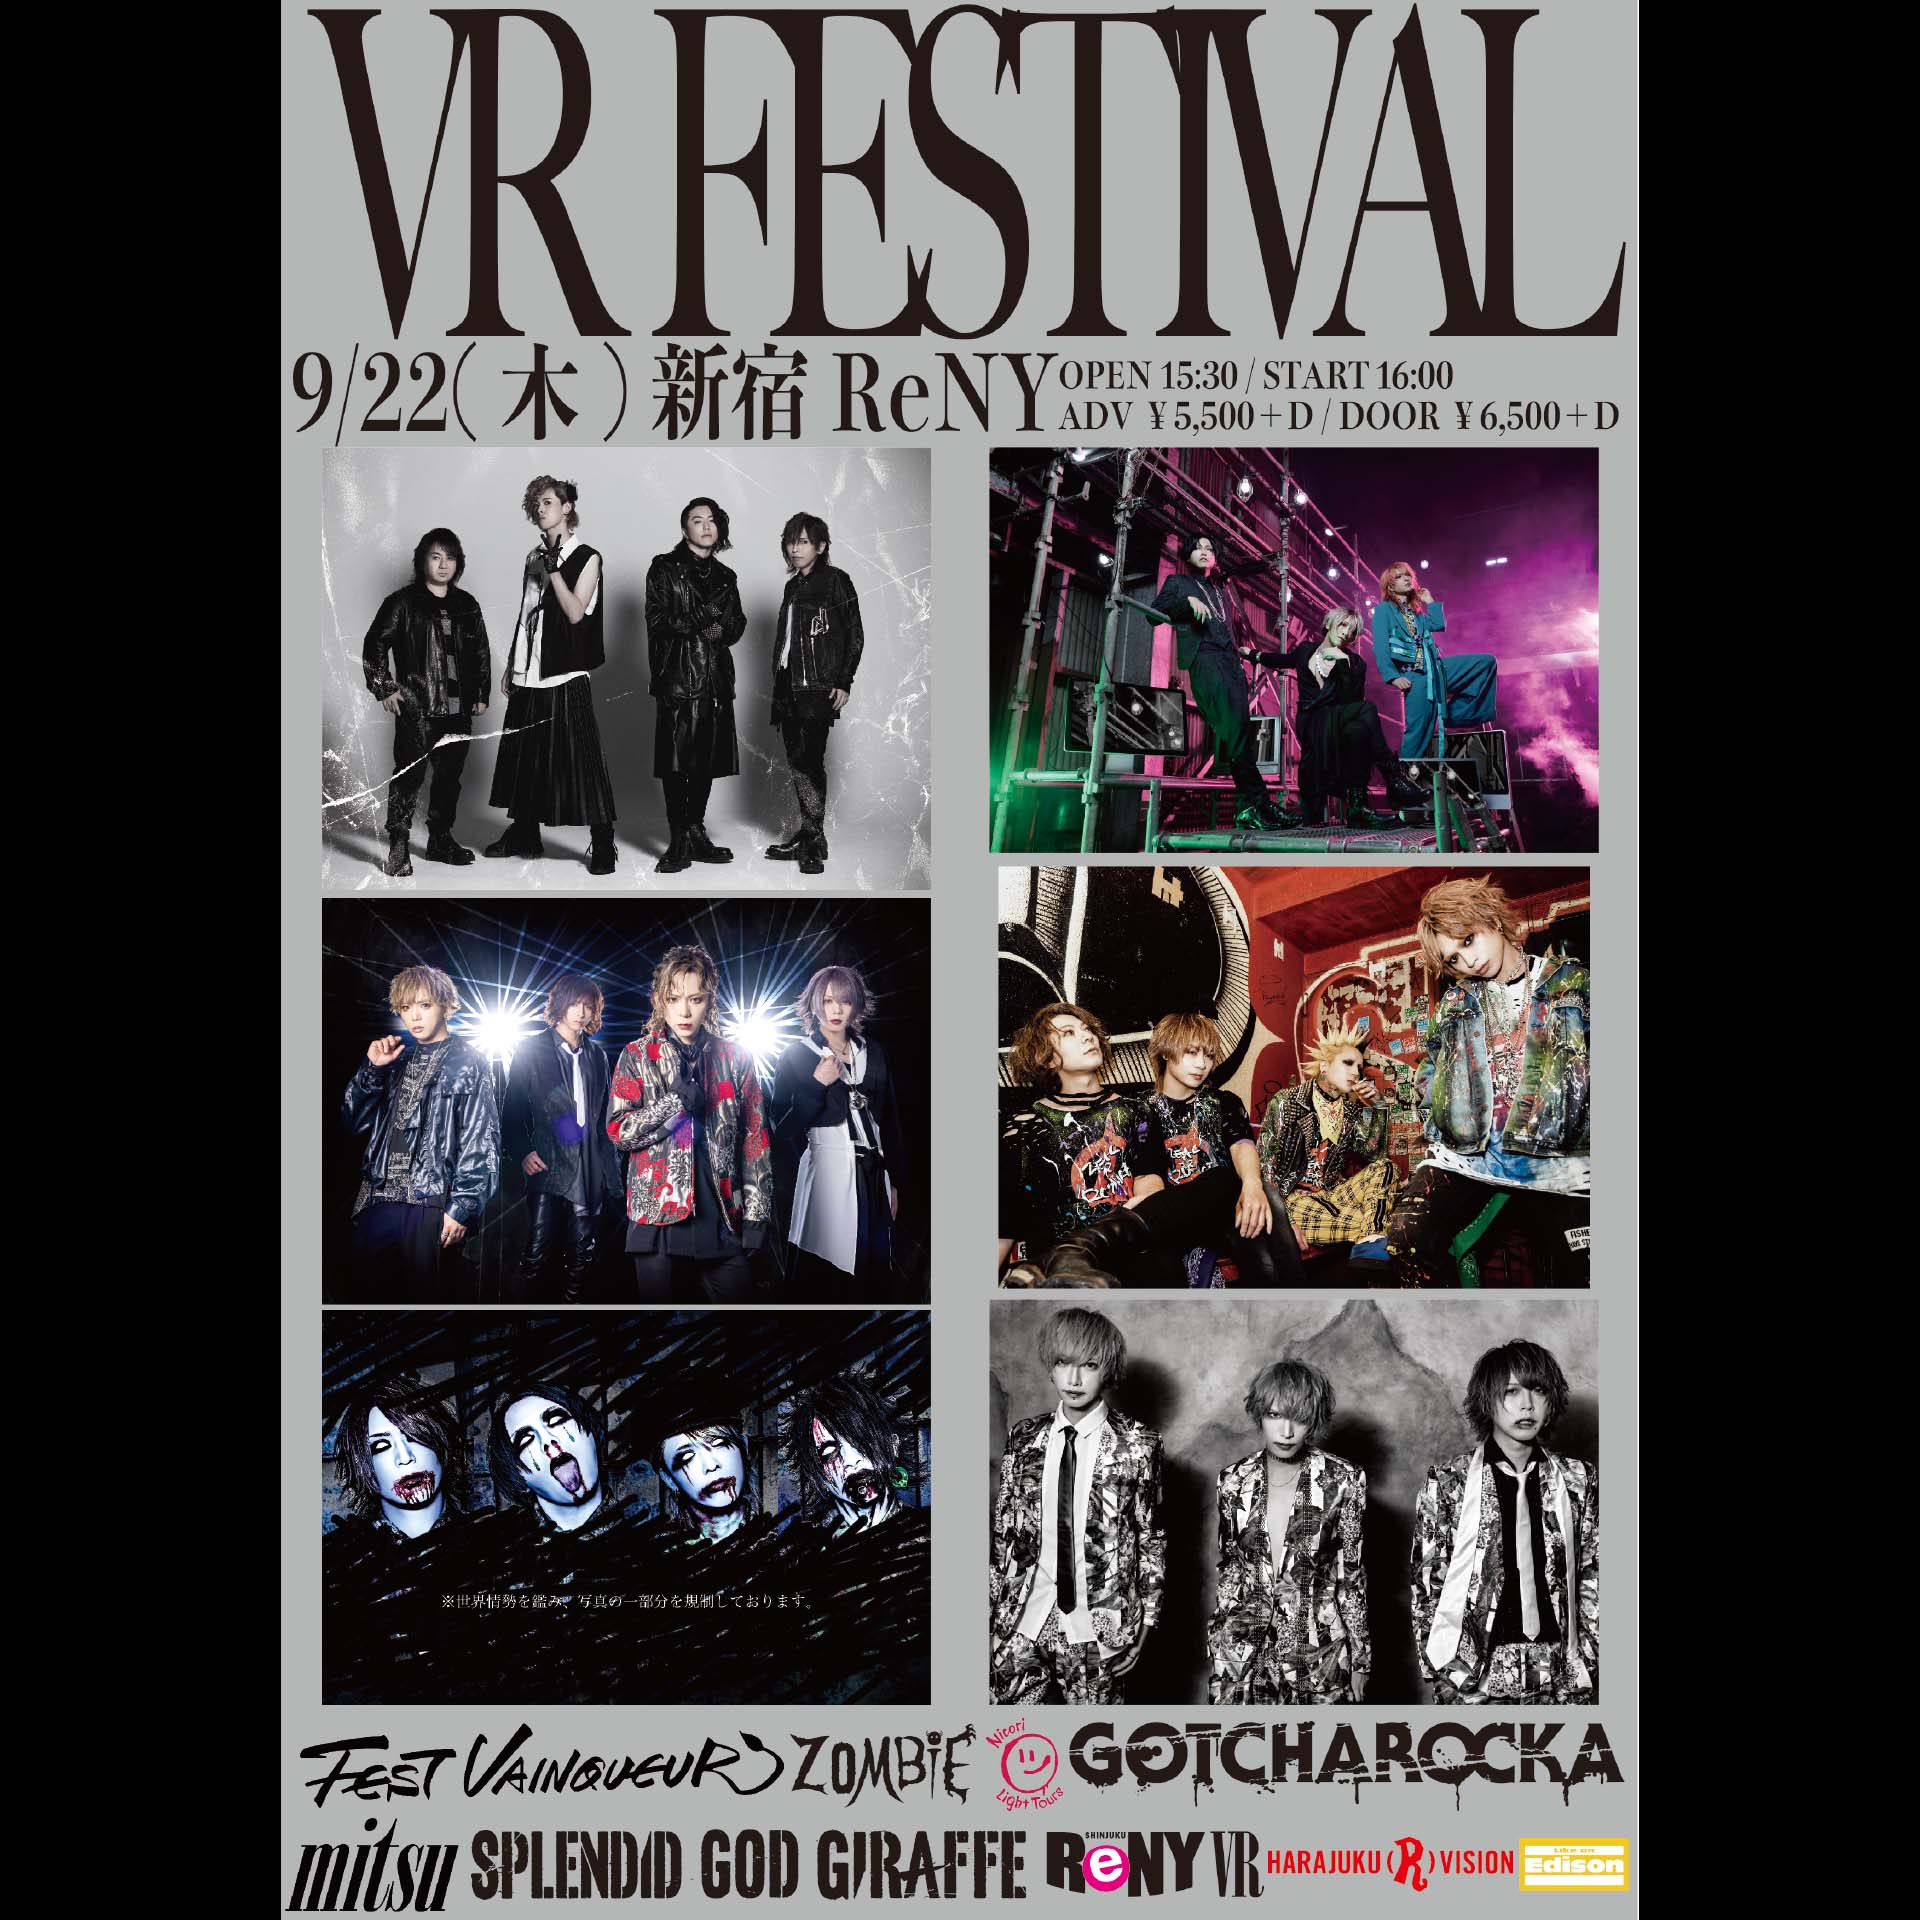 VR FESTIVAL
9/22(木)新宿 ReNY
OPEN 15:30 / START 16:00
ADV ￥5,500+D / DOOR ￥6,500+D
※世界情勢を鑑み、写真の一部分を規制しております。
FEST VAINQUEUR ZOMBIE Nicori Light Tours GOTCHAROCKA
mitsu SPLENDID GOD GIRAFFE SHINJUKU ReNY VR HARAJUKU (R) VISION Like an Edison